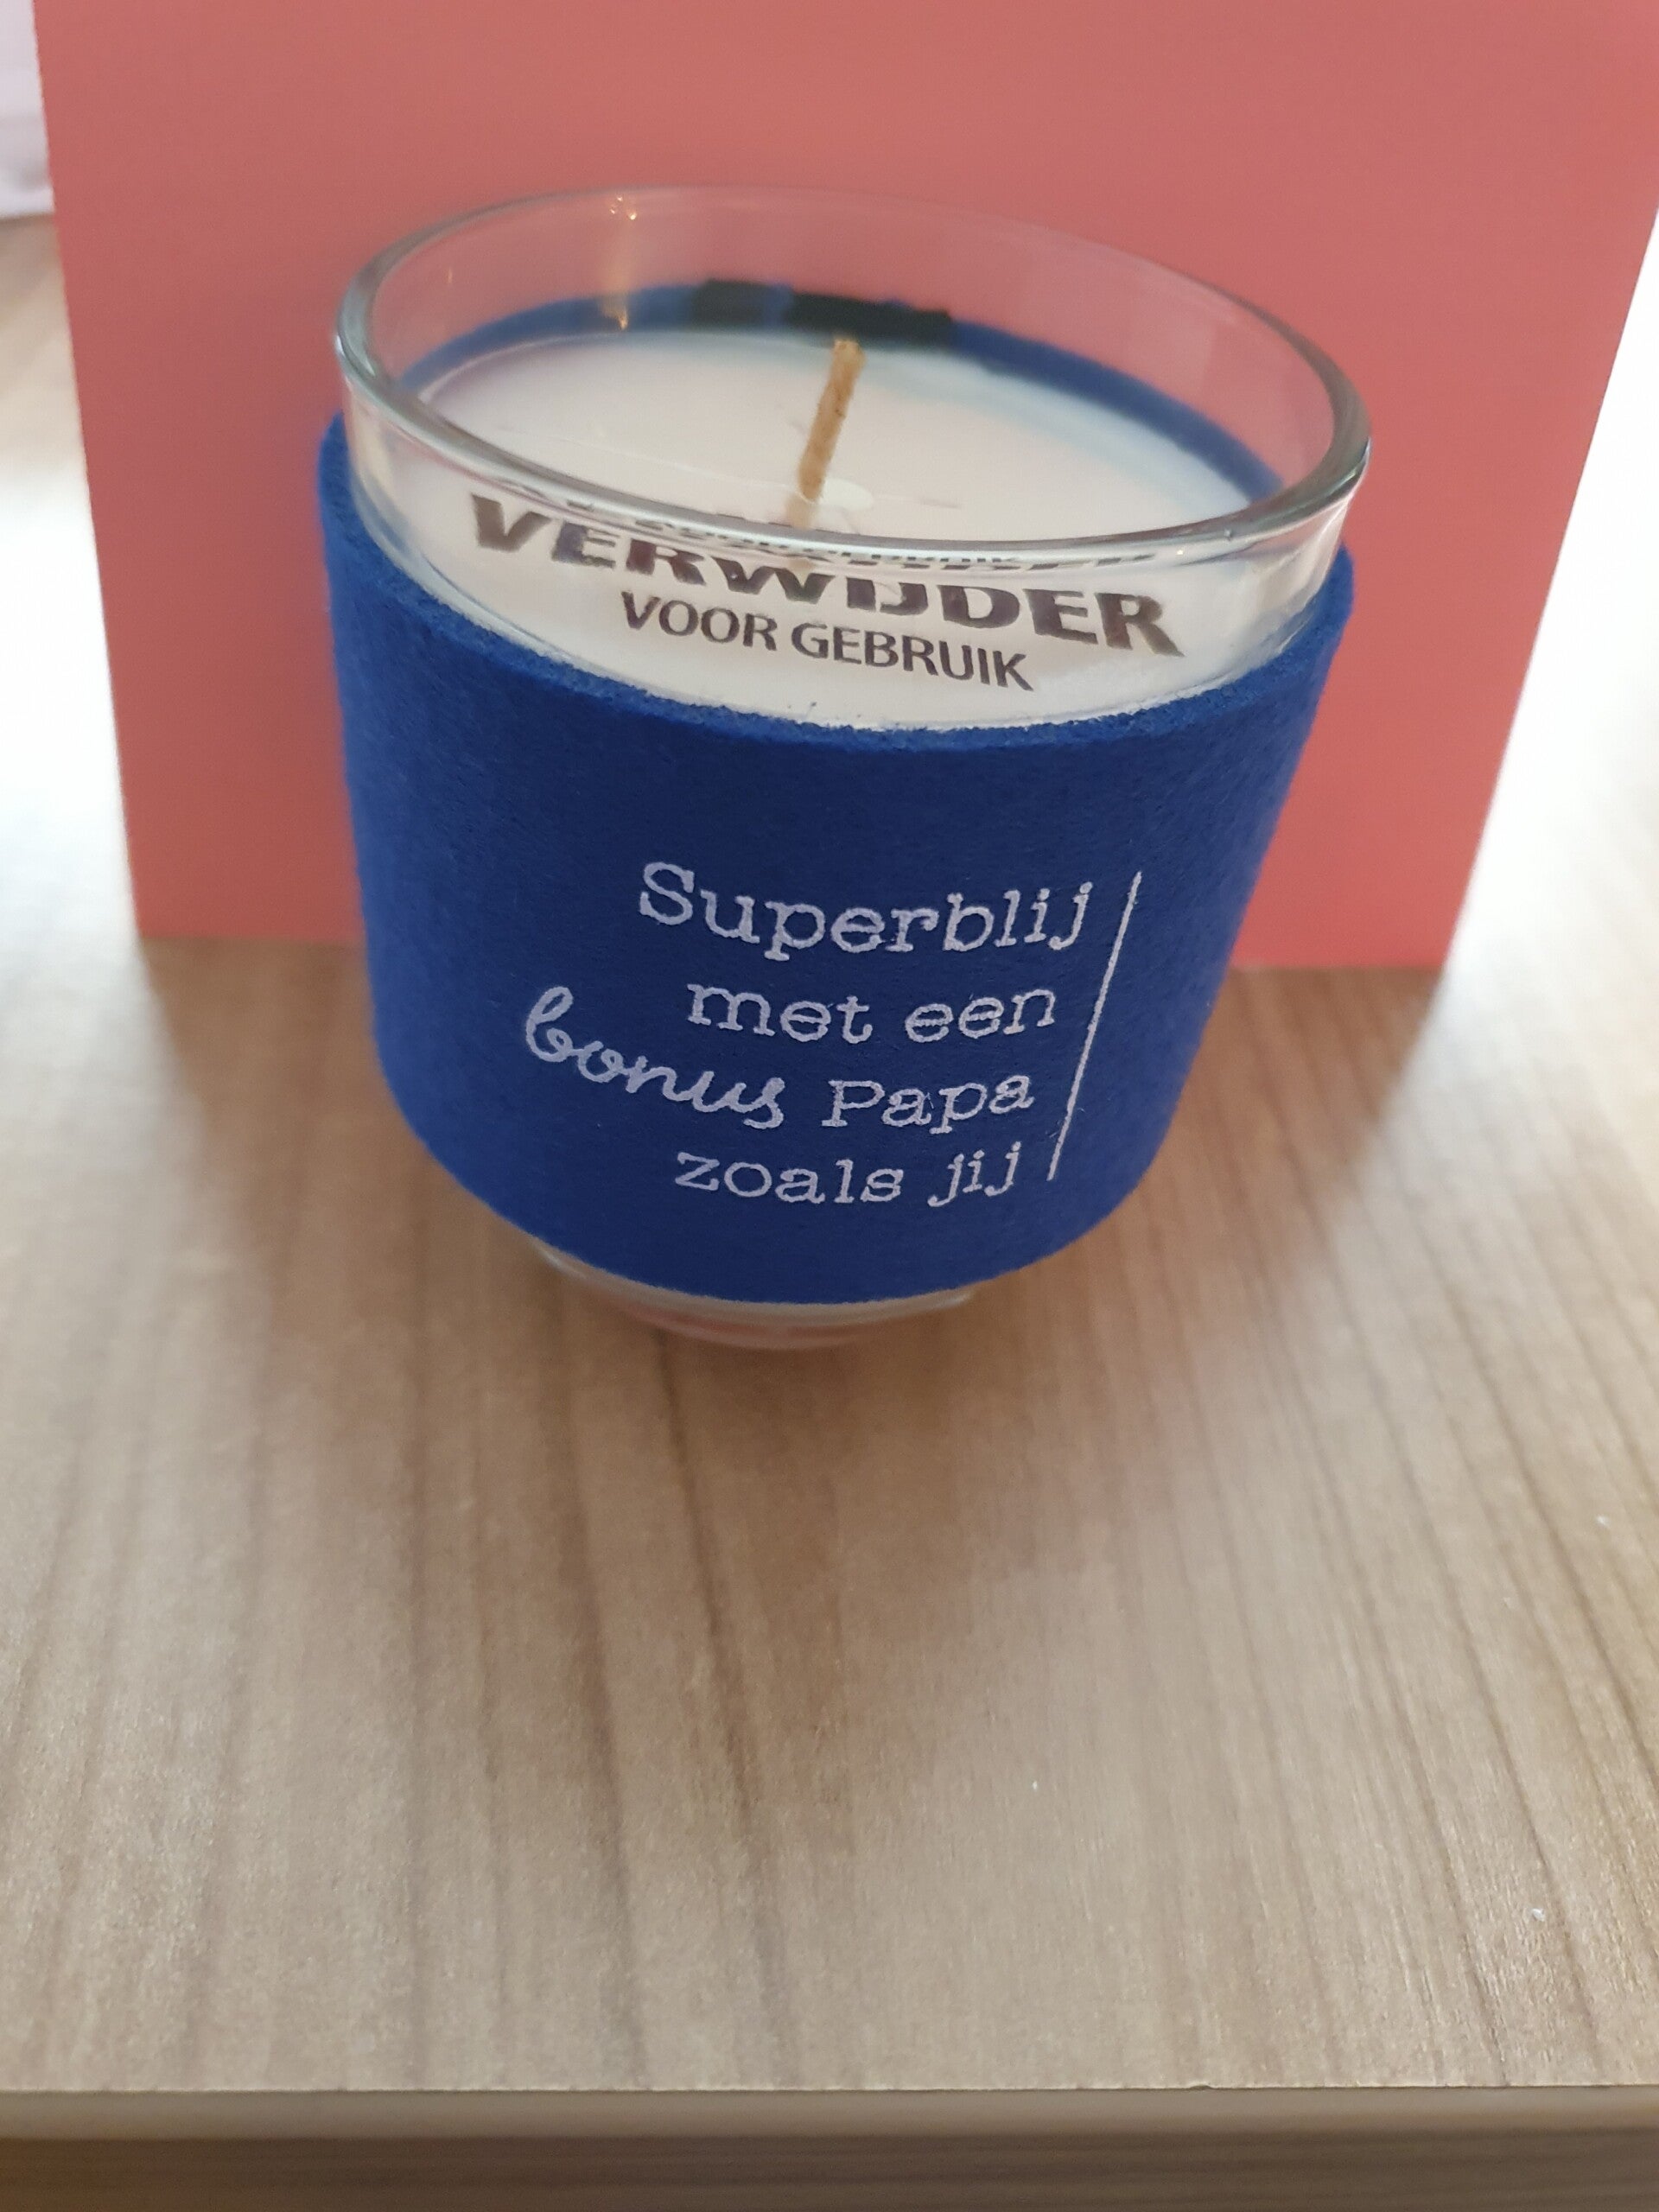 VERWIJDER
VOOR GEBRUIK
Superblij
met een
bonus Papa
zoals jij